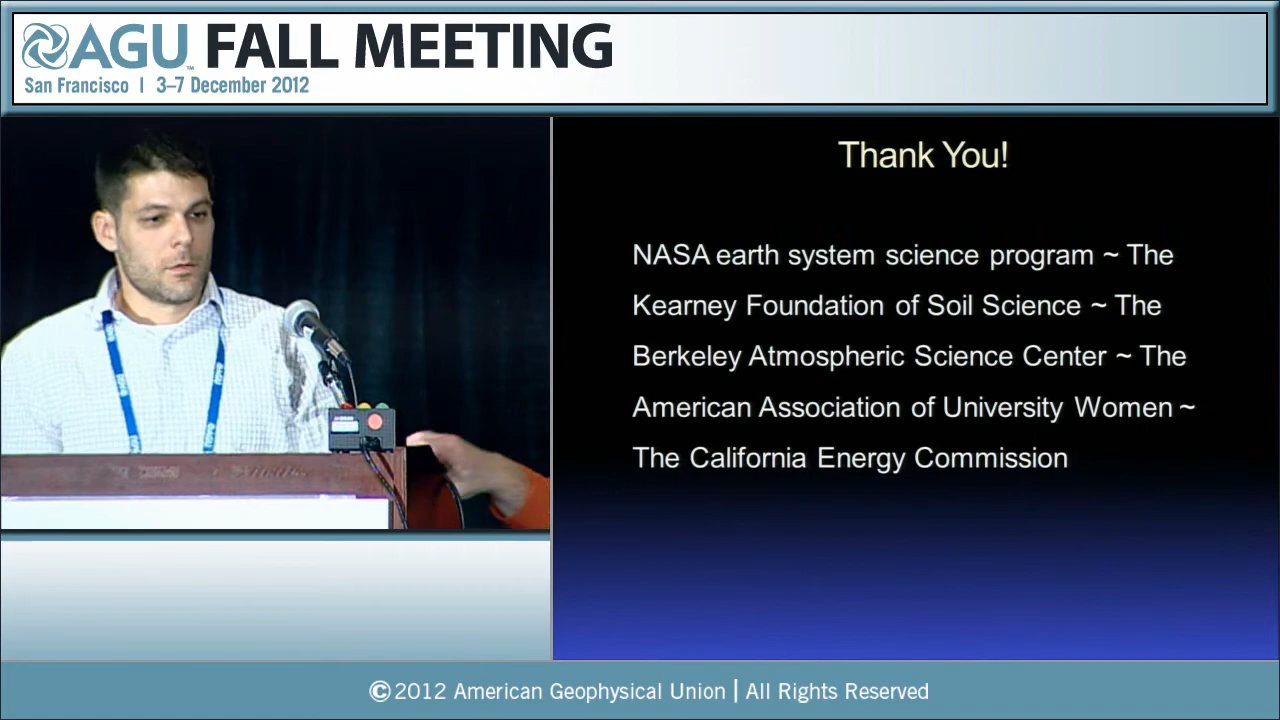 AGU FALL MEETING
San Francisco | 3–7 December 2012
Thank You!
NASA earth system science program ~ The
Kearney Foundation of Soil Science ~ The
Berkeley Atmospheric Science Center ~ The
American Association of University Women ~
The California Energy Commission
©2012 American Geophysical Union | All Rights Reserved